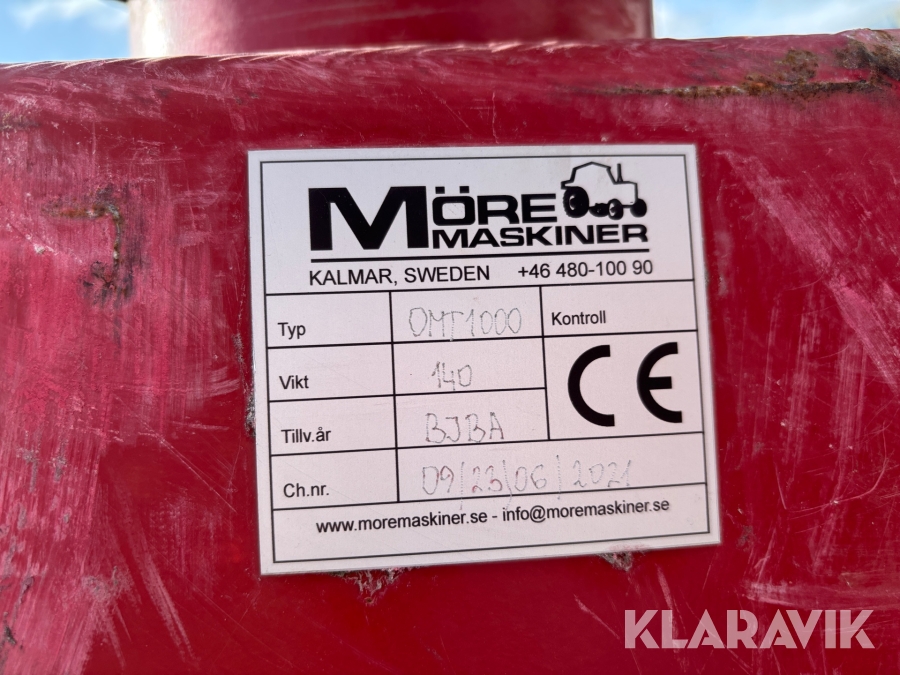 MÖRE
MASKINER
KALMAR, SWEDEN +46 480-100 90
Typ OMT1000 Kontroll
Vikt 140
CE
Tillv.år BJBA
Ch.nr. 09/23/06/2021
www.moremaskiner.se - info@moremaskiner.se
KLARAVIK